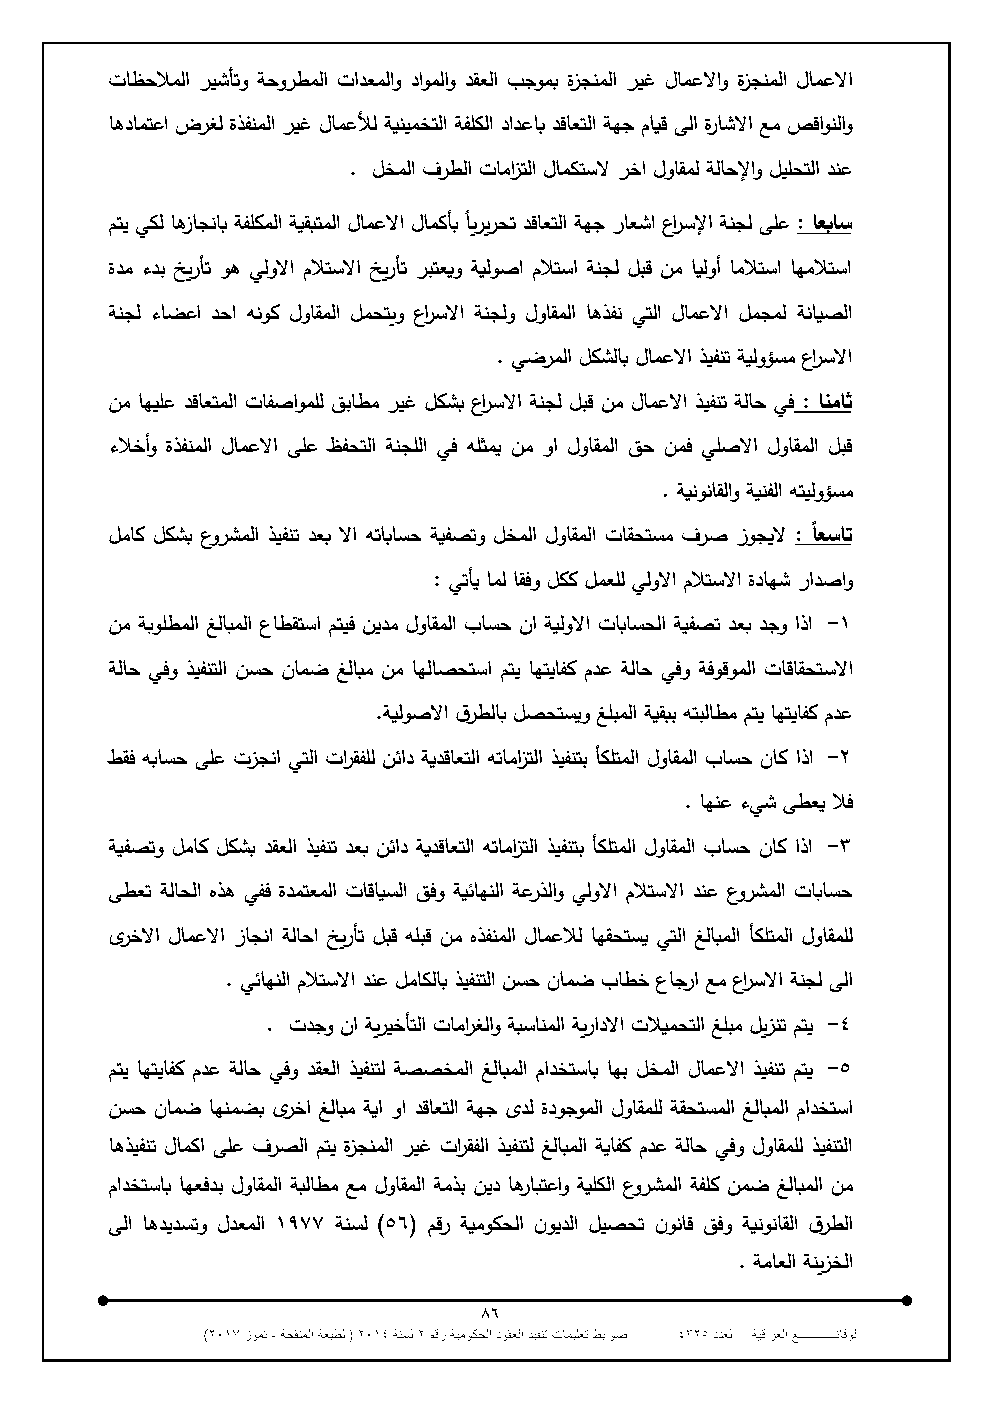 الاعمال المنجزة والاعمال غير المنجزة بموجب العقد والمواد والمعدات المطروحة وتأشير الملاحظات
والنواقص مع الاشارة الى قيام جهة التعاقد باعداد الكلفة التخمينية للأعمال غير المنفذة لغرض اعتمادها
عند التحليل والإحالة لمقاول اخر لاستكمال التزامات الطرف المخل .
سابعا : على لجنة الإسراع اشعار جهة التعاقد تحريرياً بأكمال الاعمال المتبقية المكلفة بانجازها لكي يتم
استلامها استلاما أوليا من قبل لجنة استلام اصولية ويعتبر تأريخ الاستلام الاولي هو تأريخ بدء مدة
الصيانة لمجمل الاعمال التي نفذها المقاول ولجنة الاسراع ويتحمل المقاول كونه احد اعضاء لجنة
الاسراع مسؤولية تنفيذ الاعمال بالشكل المرضي .
ثامنا : في حالة تنفيذ الاعمال من قبل لجنة الاسراع بشكل غير مطابق للمواصفات المتعاقد عليها من
قبل المقاول الاصلي فمن حق المقاول او من يمثله في اللجنة التحفظ على الاعمال المنفذة وأخلاء
مسؤوليته الفنية والقانونية .
تاسعاً : لايجوز صرف مستحقات المقاول المخل وتصفية حساباته الا بعد تنفيذ المشروع بشكل كامل
واصدار شهادة الاستلام الاولي للعمل ككل وفقا لما يأتي :
١- اذا وجد بعد تصفية الحسابات الاولية ان حساب المقاول مدين فيتم استقطاع المبالغ المطلوبة من
الاستحقاقات الموقوفة وفي حالة عدم كفايتها يتم استحصالها من مبالغ ضمان حسن التنفيذ وفي حالة
عدم كفايتها يتم مطالبته ببقية المبلغ ويستحصل بالطرق الاصولية.
٢- اذا كان حساب المقاول المتلكأ بتنفيذ التزاماته التعاقدية دائن للفقرات التي انجزت على حسابه فقط
فلا يعطى شيء عنها .
٣- اذا كان حساب المقاول المتلكأ بتنفيذ التزاماته التعاقدية دائن بعد تنفيذ العقد بشكل كامل وتصفية
حسابات المشروع عند الاستلام الاولي والذرعة النهائية وفق السياقات المعتمدة ففي هذه الحالة تعطى
للمقاول المتلكأ المبالغ التي يستحقها للاعمال المنفذه من قبله قبل تأريخ احالة انجاز الاعمال الاخرى
الى لجنة الاسراع مع ارجاع خطاب ضمان حسن التنفيذ بالكامل عند الاستلام النهائي .
٤- يتم تنزيل مبلغ التحميلات الادارية المناسبة والغرامات التأخيرية ان وجدت .
٥- يتم تنفيذ الاعمال المخل بها باستخدام المبالغ المخصصة لتنفيذ العقد وفي حالة عدم كفايتها يتم
استخدام المبالغ المستحقة للمقاول الموجودة لدى جهة التعاقد او اية مبالغ اخرى بضمنها ضمان حسن
التنفيذ للمقاول وفي حالة عدم كفاية المبالغ لتنفيذ الفقرات غير المنجزة يتم الصرف على اكمال تنفيذها
من المبالغ ضمن كلفة المشروع الكلية واعتبارها دين بذمة المقاول مع مطالبة المقاول بدفعها باستخدام
الطرق القانونية وفق قانون تحصيل الديون الحكومية رقم (٥٦) لسنة ١٩٧٧ المعدل وتسديدها الى
الخزينة العامة .
٨٦
لوقائـــــــع العراقية لعدد ٤٣٢٥ ضوابط تعليمات تنفيذ العقود الحكومية رقم ٢ لسنة ٢٠١٤ ( لطبعة المنقحة - تموز ٢٠١٧)